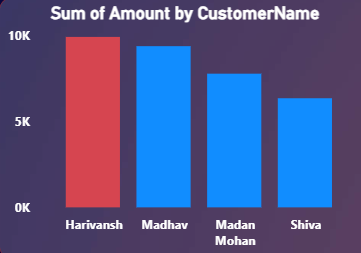 Sum of Amount by CustomerName
10K
5K
0K
Harivansh Madhav Madan Mohan Shiva